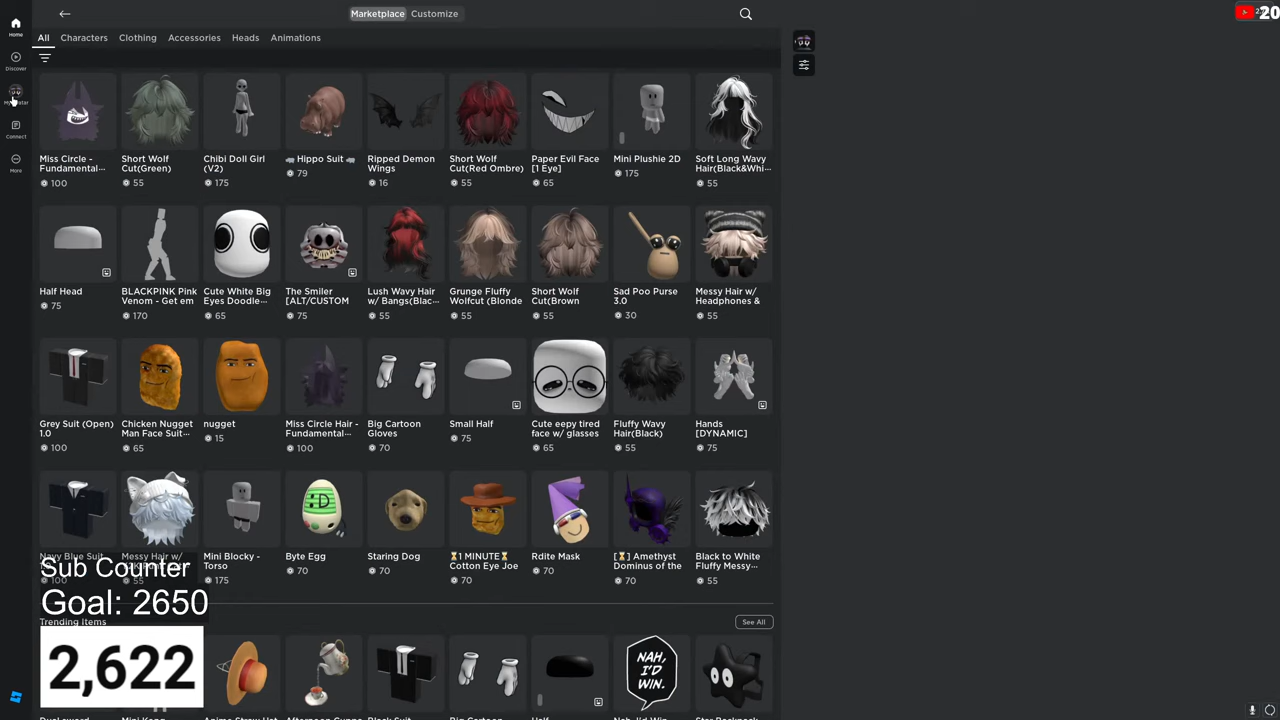 Marketplace Customize
20
Home
Discover
Connect
More
All Characters Clothing Accessories Heads Animations
Miss Circle -
Fundamental...
100
Short Wolf
Cut(Green)
55
Chibi Doll Girl
(V2)
175
🦛 Hippo Suit 🦛
79
Ripped Demon
Wings
16
Short Wolf
Cut(Red Ombre)
55
Paper Evil Face
[1 Eye]
65
Mini Plushie 2D
175
Soft Long Wavy
Hair(Black&Whi...
55
Half Head
75
BLACKPINK Pink
Venom - Get em
170
Cute White Big
Eyes Doodle...
65
The Smiler
[ALT/CUSTOM
75
Lush Wavy Hair
w/ Bangs(Blac...
55
Grunge Fluffy
Wolfcut (Blonde
55
Short Wolf
Cut(Brown
55
Sad Poo Purse
3.0
30
Messy Hair w/
Headphones &
55
Grey Suit (Open)
1.0
100
Chicken Nugget
Man Face Suit...
65
nugget
15
Miss Circle Hair -
Fundamental...
100
Big Cartoon
Gloves
70
Small Half
75
Cute eepy tired
face w/ glasses
65
Fluffy Wavy
Hair(Black)
55
Hands
[DYNAMIC]
75
Navy Blue Suit
100
Messy Hair w/
55
Mini Blocky -
Torso
175
Byte Egg
70
Staring Dog
70
⌛1 MINUTE⌛
Cotton Eye Joe
70
Rdite Mask
70
[⌛] Amethyst
Dominus of the
70
Black to White
Fluffy Messy...
55
Sub Counter
Goal: 2650
2,622
Trending Items
See All
NAH,
I'D
WIN.